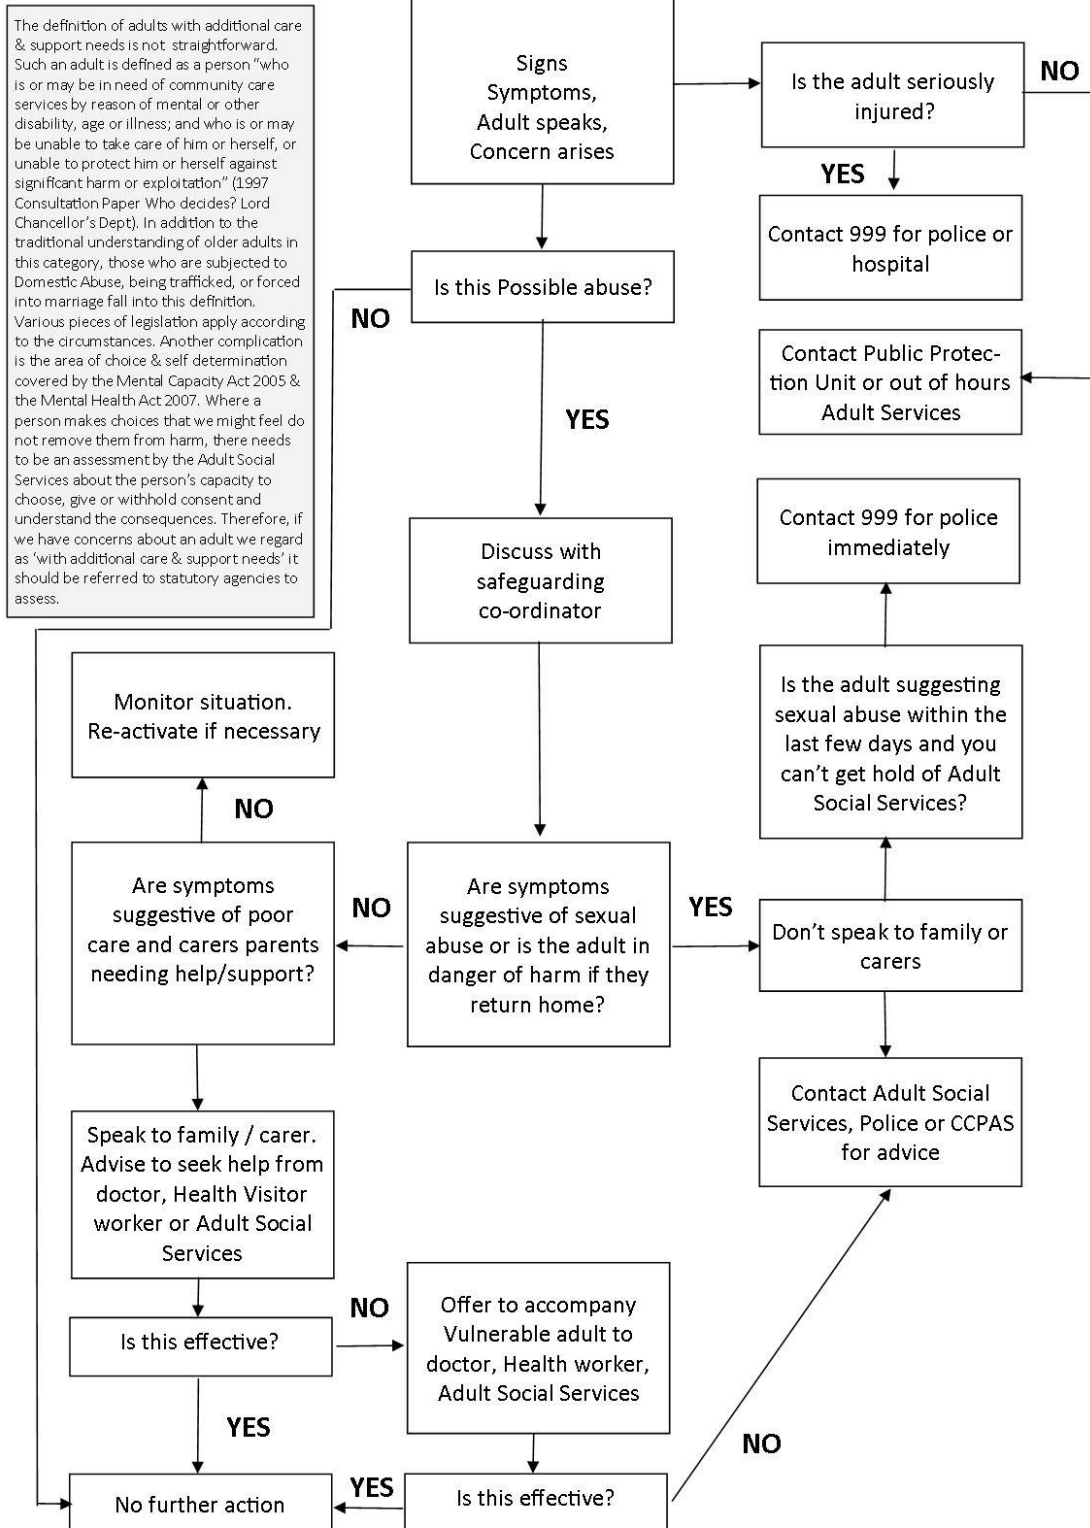 The definition of adults with additional care
& support needs is not straightforward.
Such an adult is defined as a person “who
is or may be in need of community care
services by reason of mental or other
disability, age or illness; and who is or may
be unable to take care of him or herself, or
unable to protect him or herself against
significant harm or exploitation” (1997
Consultation Paper Who decides? Lord
Chancellor’s Dept). In addition to the
traditional understanding of older adults in
this category, those who are subjected to
Domestic Abuse, being trafficked, or forced
into marriage fall into this definition.
Various pieces of legislation apply according
to the circumstances. Another complication
is the area of choice & self determination
covered by the Mental Capacity Act 2005 &
the Mental Health Act 2007. Where a
person makes choices that we might feel do
not remove them from harm, there needs
to be an assessment by the Adult Social
Services about the person’s capacity to
choose, give or withhold consent and
understand the consequences. Therefore, if
we have concerns about an adult we regard
as ‘with additional care & support needs’ it
should be referred to statutory agencies to
assess.
Signs
Symptoms,
Adult speaks,
Concern arises
Is the adult seriously
injured?
NO
YES
Contact 999 for police or
hospital
Contact Public Protec-
tion Unit or out of hours
Adult Services
Is this Possible abuse?
NO
YES
Discuss with
safeguarding
co-ordinator
Contact 999 for police
immediately
Is the adult suggesting
sexual abuse within the
last few days and you
can’t get hold of Adult
Social Services?
Monitor situation.
Re-activate if necessary
NO
Are symptoms
suggestive of poor
care and carers parents
needing help/support?
NO
Are symptoms
suggestive of sexual
abuse or is the adult in
danger of harm if they
return home?
YES
Don’t speak to family or
carers
Contact Adult Social
Services, Police or CCPAS
for advice
Speak to family / carer.
Advise to seek help from
doctor, Health Visitor
worker or Adult Social
Services
Is this effective?
NO
Offer to accompany
Vulnerable adult to
doctor, Health worker,
Adult Social Services
YES
NO
No further action
YES
Is this effective?